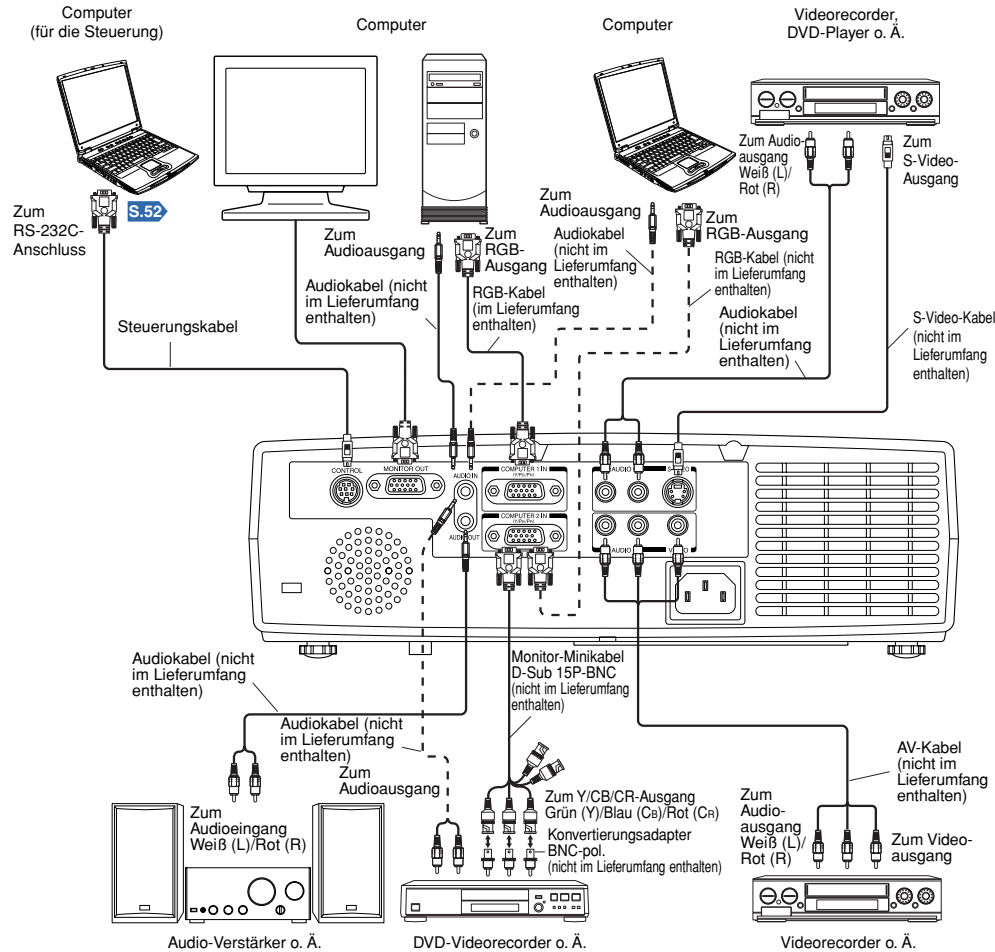 Computer
(für die Steuerung)
Computer
Computer
Videorecorder,
DVD-Player o. Ä.
Zum
RS-232C-
Anschluss
S.52
Zum
Audioausgang
Zum
RGB-
Ausgang
Zum
Audioausgang
Zum
RGB-Ausgang
Zum Audio-
ausgang
Weiß (L)/
Rot (R)
Zum
S-Video-
Ausgang
Steuerungskabel
Audiokabel (nicht
im Lieferumfang
enthalten)
RGB-Kabel
(im Lieferumfang
enthalten)
Audiokabel
(nicht im
Lieferumfang
enthalten)
RGB-Kabel (nicht
im Lieferumfang
enthalten)
Audiokabel
(nicht im
Lieferumfang
enthalten)
S-Video-Kabel
(nicht im
Lieferumfang
enthalten)
CONTROL
MONITOR OUT
AUDIO IN
COMPUTER 1 IN
(Y/PB/PR)
AUDIO
AUDIO OUT
COMPUTER 2 IN
(Y/PB/PR)
AUDIO
Audiokabel (nicht
im Lieferumfang
enthalten)
Audiokabel (nicht
im Lieferumfang
enthalten)
Zum
Audioausgang
Monitor-Minikabel
D-Sub 15P-BNC
(nicht im Lieferumfang
enthalten)
Zum Y/CB/CR-Ausgang
Grün (Y)/Blau (CB)/Rot (CR)
Konvertierungsadapter
BNC-pol.
(nicht im Lieferumfang enthalten)
AV-Kabel
(nicht im
Lieferumfang
enthalten)
Zum
Audioeingang
Weiß (L)/Rot (R)
Zum
Audio-
ausgang
Weiß (L)/
Rot (R)
Zum Video-
ausgang
Audio-Verstärker o. Ä.
DVD-Videorecorder o. Ä.
Videorecorder o. Ä.